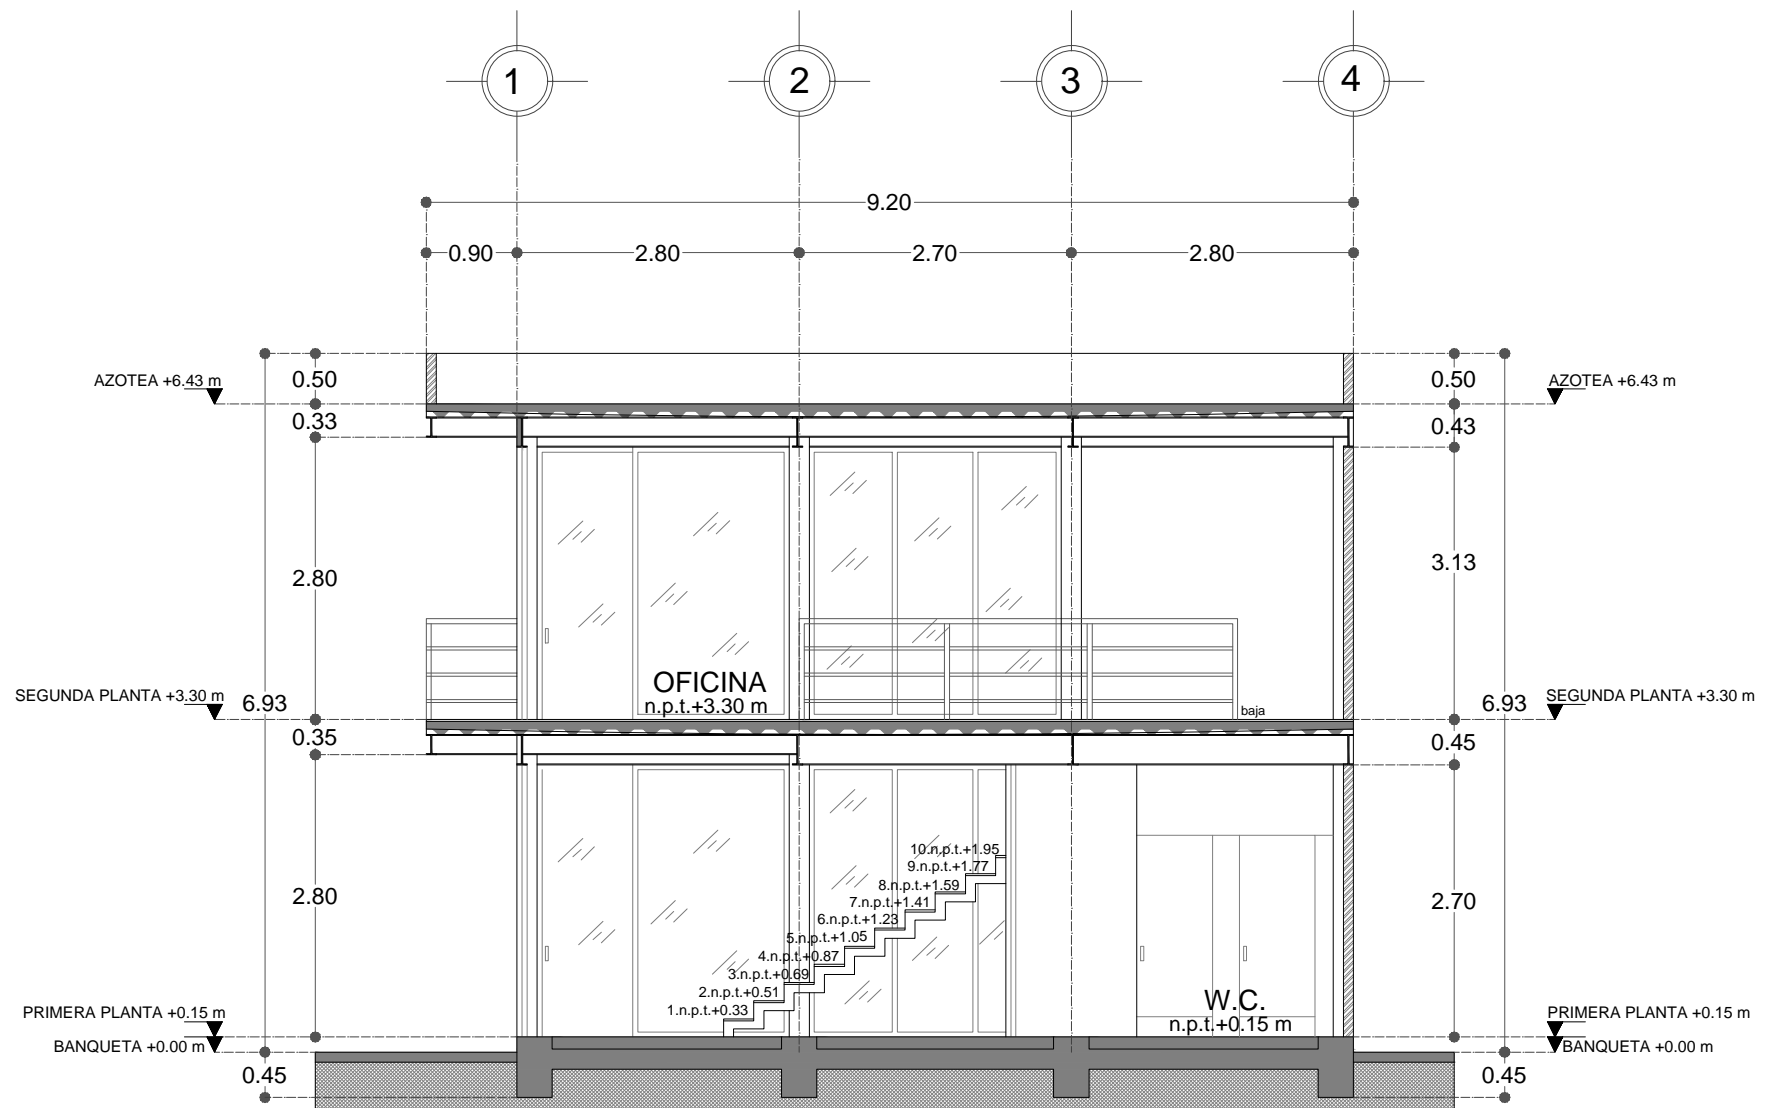 1 2 3 4
9.20
0.90 2.80 2.70 2.80
AZOTEA +6.43 m 0.50 0.50 AZOTEA +6.43 m
0.33 0.43
2.80 3.13
OFICINA
n.p.t.+3.30 m
SEGUNDA PLANTA +3.30 m 6.93 baja 6.93 SEGUNDA PLANTA +3.30 m
0.35 0.45
10.n.p.t.+1.95
9.n.p.t.+1.77
8.n.p.t.+1.59
2.80 7.n.p.t.+1.41 2.70
6.n.p.t.+1.23
5.n.p.t.+1.05
4.n.p.t.+0.87
3.n.p.t.+0.69
2.n.p.t.+0.51
1.n.p.t.+0.33
W.C.
n.p.t.+0.15 m
PRIMERA PLANTA +0.15 m PRIMERA PLANTA +0.15 m
BANQUETA +0.00 m BANQUETA +0.00 m
0.45 0.45